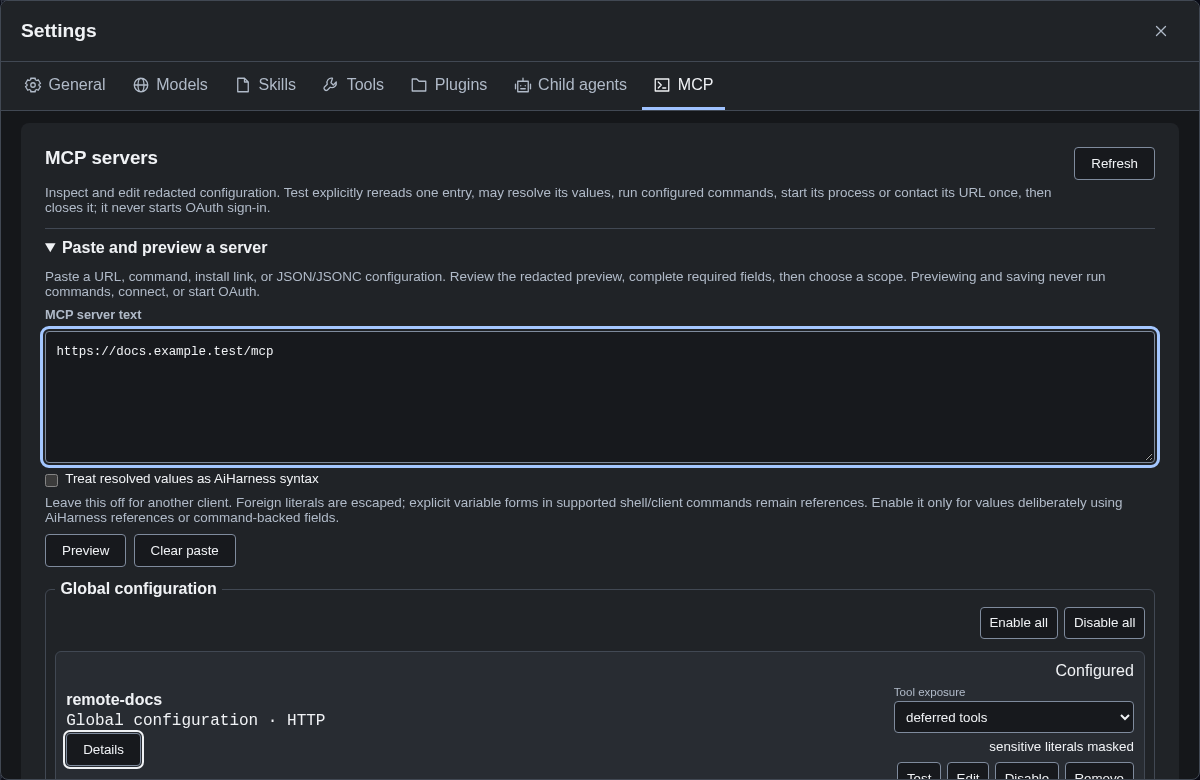 Settings
General
Models
Skills
Tools
Plugins
Child agents
MCP
MCP servers
Refresh
Inspect and edit redacted configuration. Test explicitly rereads one entry, may resolve its values, run configured commands, start its process or contact its URL once, then
closes it; it never starts OAuth sign-in.
Paste and preview a server
Paste a URL, command, install link, or JSON/JSONC configuration. Review the redacted preview, complete required fields, then choose a scope. Previewing and saving never run
commands, connect, or start OAuth.
MCP server text
https://docs.example.test/mcp
Treat resolved values as AiHarness syntax
Leave this off for another client. Foreign literals are escaped; explicit variable forms in supported shell/client commands remain references. Enable it only for values deliberately using
AiHarness references or command-backed fields.
Preview
Clear paste
Global configuration
Enable all
Disable all
Configured
remote-docs
Global configuration · HTTP
Details
Tool exposure
deferred tools
sensitive literals masked
Test
Edit
Disable
Remove